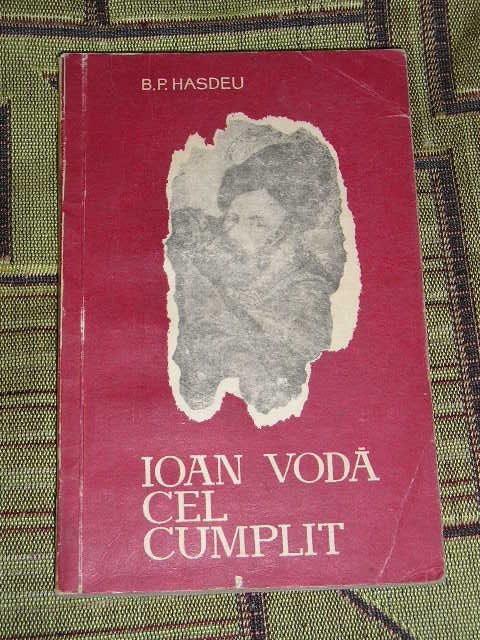 B.P. HASDEU
IOAN VODĂ
CEL
CUMPLIT